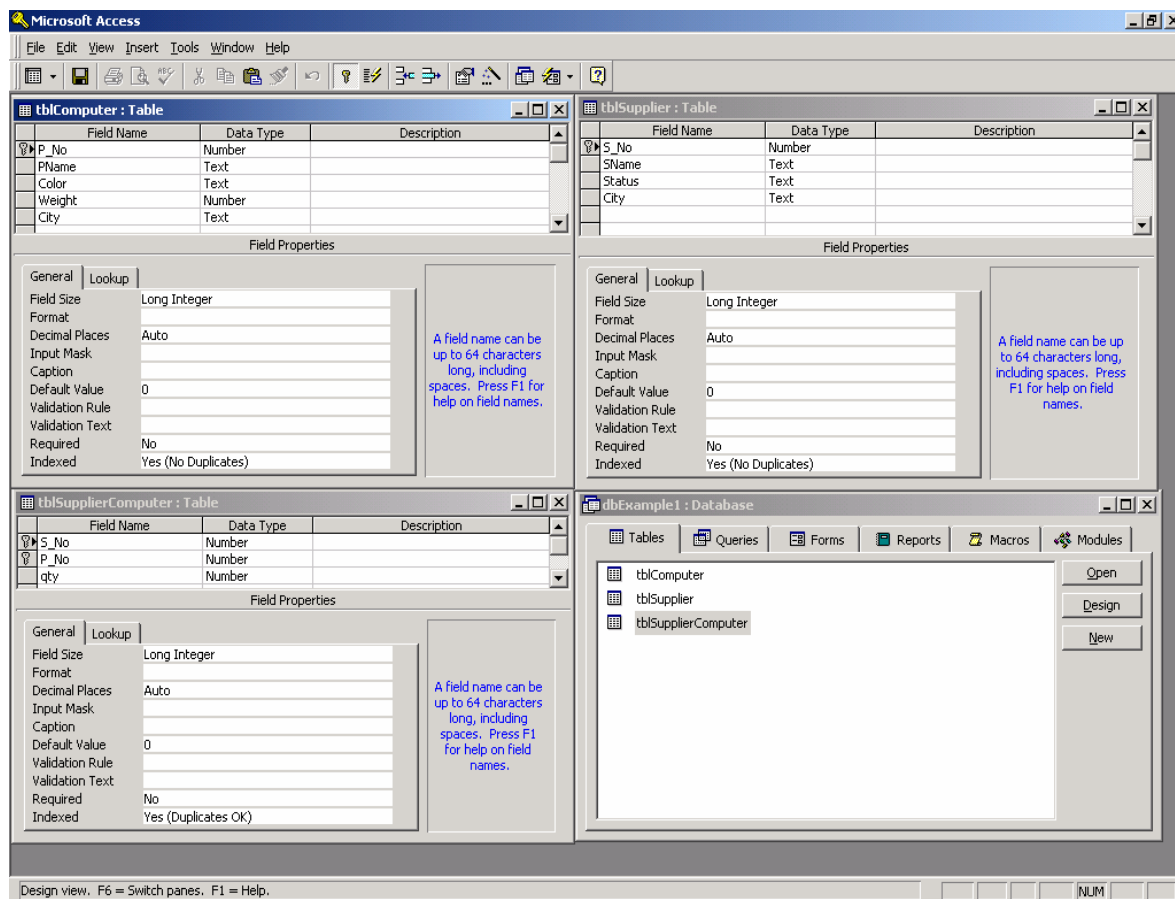 Microsoft Access
File Edit View Insert Tools Window Help
tblComputer : Table
Field Name Data Type Description
P_No Number
PName Text
Color Text
Weight Number
City Text
Field Properties
General Lookup
Field Size Long Integer
Format
Decimal Places Auto
Input Mask
Caption
Default Value 0
Validation Rule
Validation Text
Required No
Indexed Yes (No Duplicates)
A field name can be
up to 64 characters
long, including
spaces. Press F1 for
help on field names.
tblSupplier : Table
Field Name Data Type Description
S_No Number
SName Text
Status Text
City Text
Field Properties
General Lookup
Field Size Long Integer
Format
Decimal Places Auto
Input Mask
Caption
Default Value 0
Validation Rule
Validation Text
Required No
Indexed Yes (No Duplicates)
A field name can be up
to 64 characters long,
including spaces. Press
F1 for help on field
names.
tblSupplierComputer : Table
Field Name Data Type Description
S_No Number
P_No Number
qty Number
Field Properties
General Lookup
Field Size Long Integer
Format
Decimal Places Auto
Input Mask
Caption
Default Value 0
Validation Rule
Validation Text
Required No
Indexed Yes (Duplicates OK)
A field name can be
up to 64 characters
long, including
spaces. Press F1
for help on field
names.
dbExample1 : Database
Tables Queries Forms Reports Macros Modules
tblComputer
tblSupplier
tblSupplierComputer
Open
Design
New
Design view. F6 = Switch panes. F1 = Help.
NUM